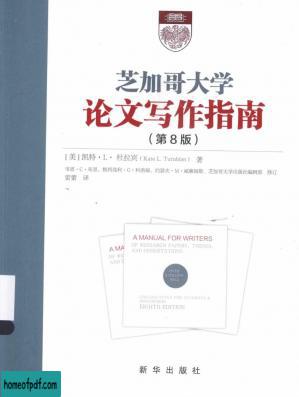 芝加哥大学
论文写作指南
(第8版)
[美]凯特·L·杜拉宾(Kate L. Turabian) 著
韦恩·C·布思,格雷戈利·G·科洛姆,约瑟夫·M·威廉姆斯,芝加哥大学出版社编辑部 修订
雷蕾 译
A MANUAL FOR WRITERS
OF RESEARCH PAPERS, THESES,
AND DISSERTATIONS
CHICAGO STYLE FOR STUDENTS &
RESEARCHERS
EIGHTH EDITION
新华出版社
homeofpdf.com
homeofpdf.com